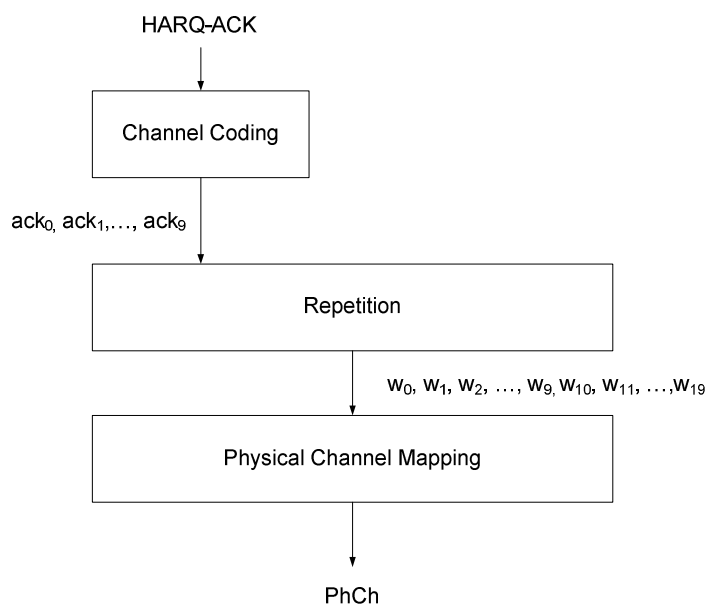 HARQ-ACK
Channel Coding
ack₀, ack₁,…, ack₉
Repetition
w₀, w₁, w₂, …, w₉, w₁₀, w₁₁, …,w₁₉
Physical Channel Mapping
PhCh